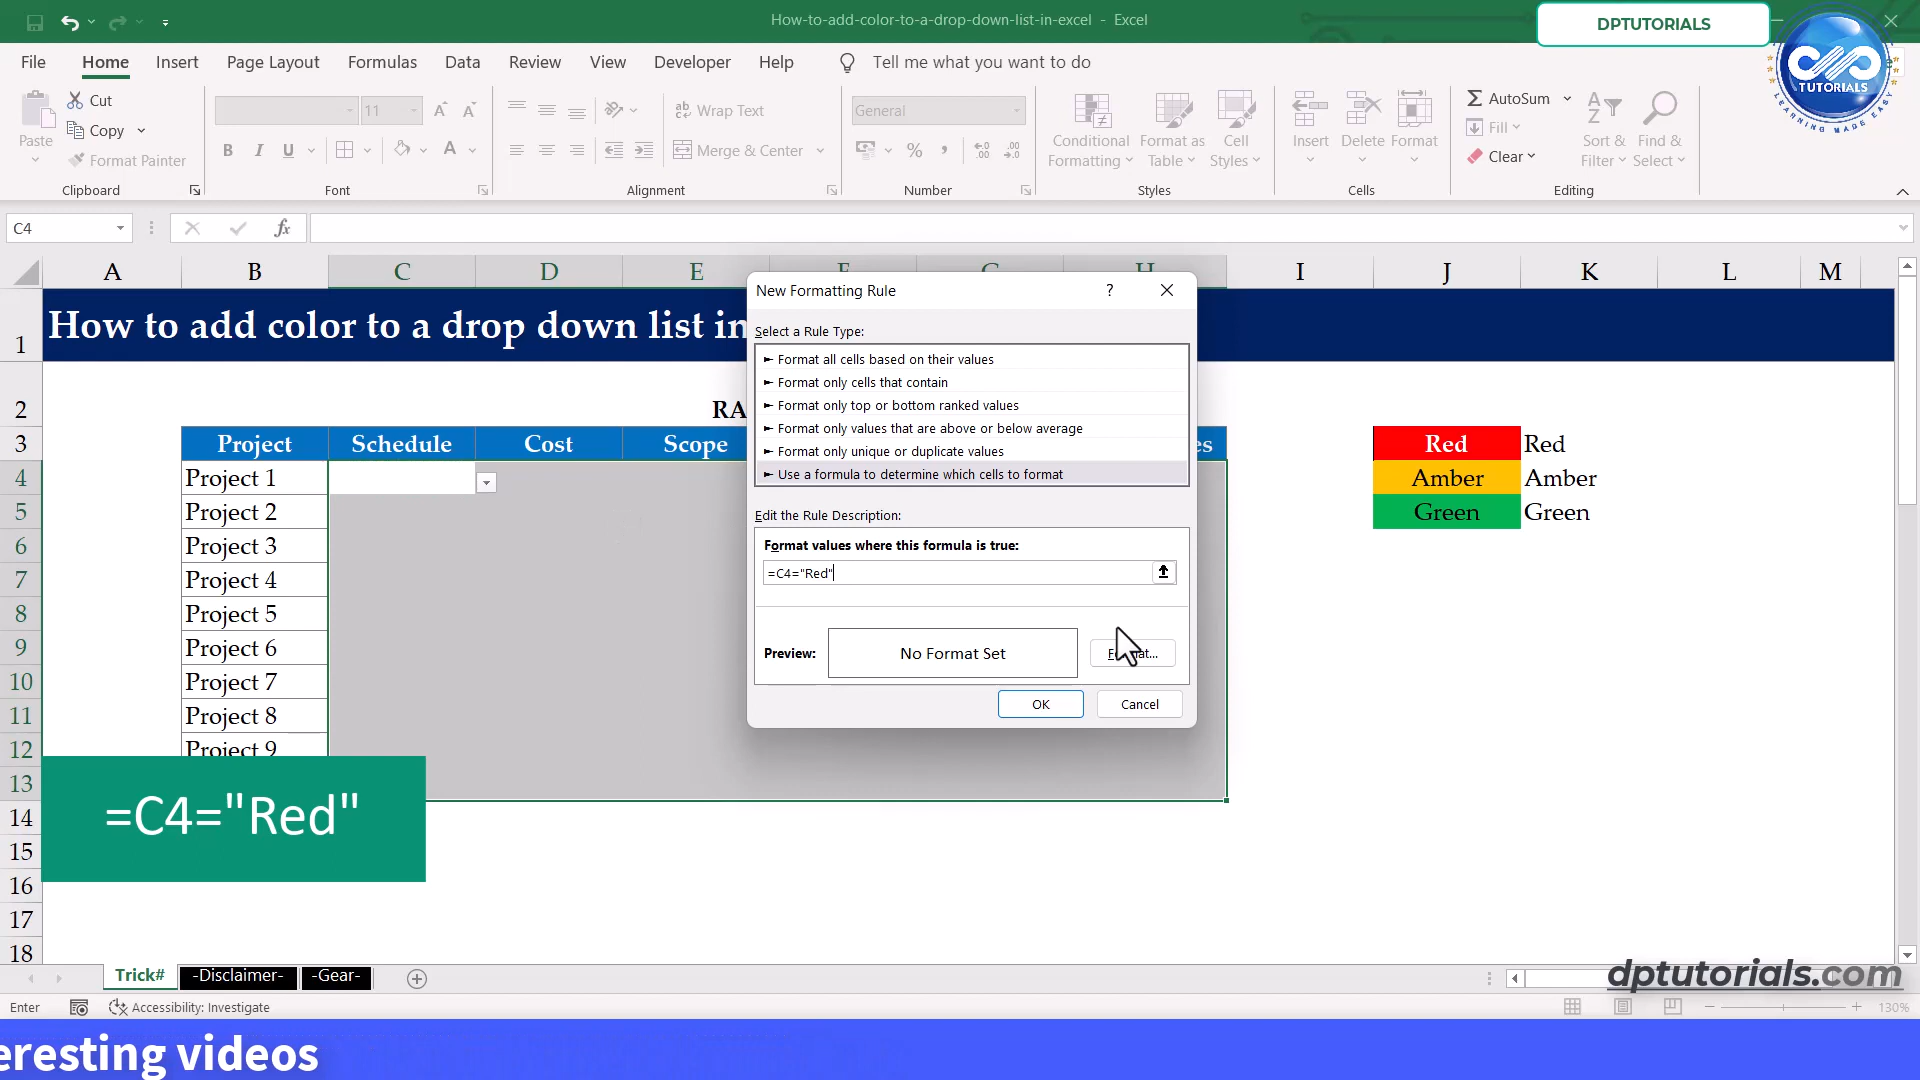 How-to-add-color-to-a-drop-down-list-in-excel - Excel
DPTUTORIALS
File Home Insert Page Layout Formulas Data Review View Developer Help Tell me what you want to do
TUTORIALS
LEARNING MADE EASY
Paste
Cut
Copy
Format Painter
Clipboard
11
B I U A
Font
Wrap Text
Merge & Center
Alignment
General
%
Number
Conditional Formatting
Format as Table
Cell Styles
Styles
Insert Delete Format
Cells
AutoSum
Fill
Clear
Sort & Filter
Find & Select
Editing
C4
fx
A B C D E I J K L M
1 How to add color to a drop down list in
2 RA
3 Project Schedule Cost Scope es Red Red
4 Project 1 Amber Amber
5 Project 2 Green Green
6 Project 3
7 Project 4
8 Project 5
9 Project 6
10 Project 7
11 Project 8
12 Project 9
13
14
15
16
17
18
New Formatting Rule ?
Select a Rule Type:
► Format all cells based on their values
► Format only cells that contain
► Format only top or bottom ranked values
► Format only values that are above or below average
► Format only unique or duplicate values
► Use a formula to determine which cells to format
Edit the Rule Description:
Format values where this formula is true:
=C4="Red"
Preview: No Format Set
OK Cancel
=C4="Red"
Trick# -Disclaimer- -Gear-
dptutorials.com
Enter Accessibility: Investigate 130%
eresting videos